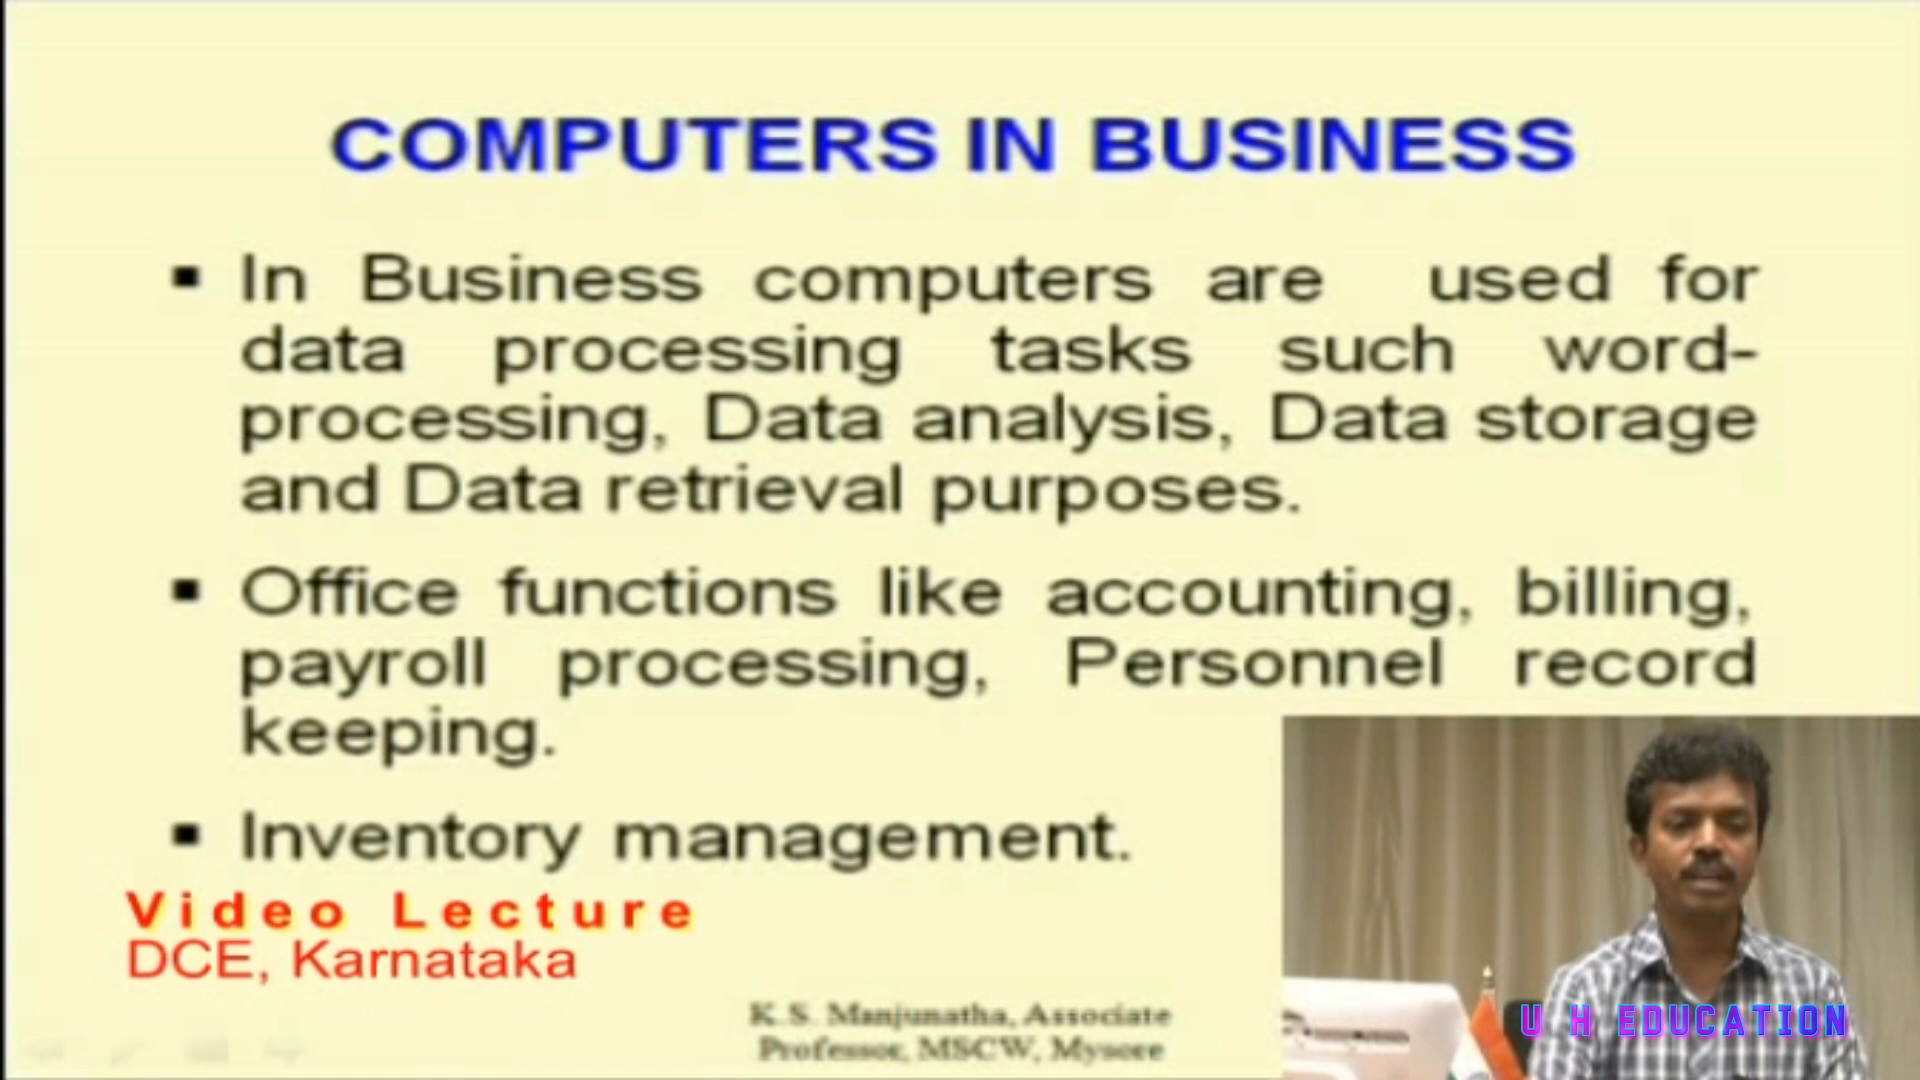 COMPUTERS IN BUSINESS
▪ In Business computers are used for
data processing tasks such word-
processing, Data analysis, Data storage
and Data retrieval purposes.
▪ Office functions like accounting, billing,
payroll processing, Personnel record
keeping.
▪ Inventory management.
Video Lecture
DCE, Karnataka
K.S. Manjunatha, Associate
Professor, MSCW, Mysore
U H EDUCATION